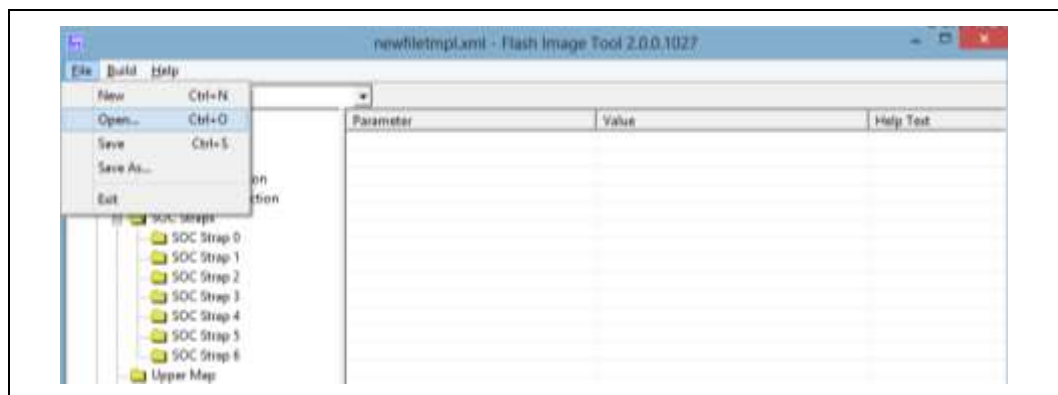 newfiletmpl.xml - Flash Image Tool 2.0.0.1027
File Build Help
New Ctrl+N
Open... Ctrl+O
Save Ctrl+S
Save As...
Exit
Parameter Value Help Text
on
ction
SOC Straps
SOC Strap 0
SOC Strap 1
SOC Strap 2
SOC Strap 3
SOC Strap 4
SOC Strap 5
SOC Strap 6
Upper Map